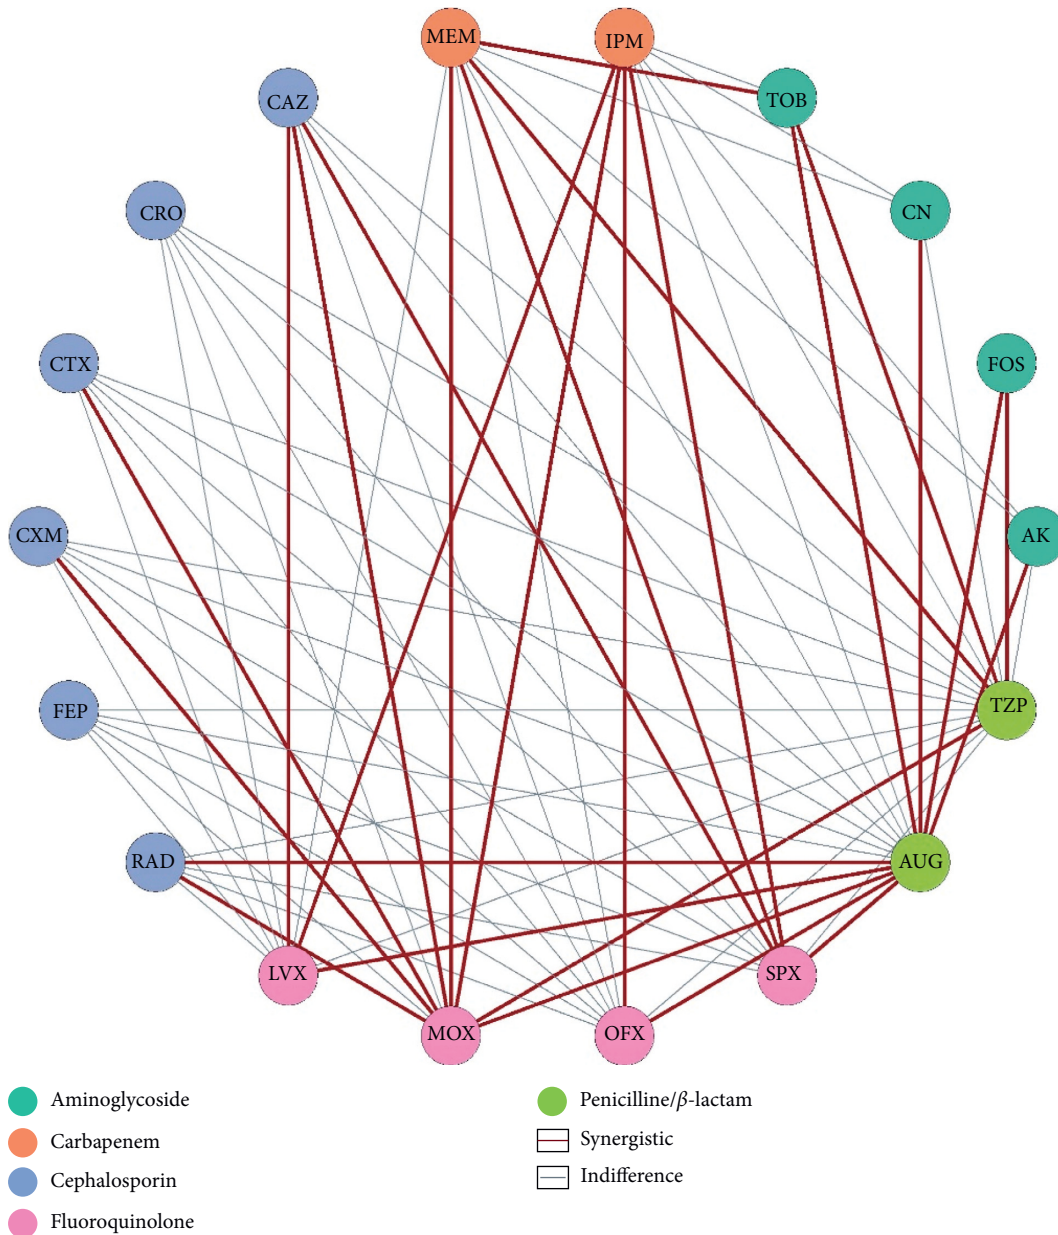 MEM
IPM
CAZ
TOB
CRO
CN
CTX
FOS
CXM
AK
FEP
TZP
RAD
AUG
LVX
SPX
MOX
OFX
Aminoglycoside
Carbapenem
Cephalosporin
Fluoroquinolone
Penicilline/β-lactam
Synergistic
Indifference